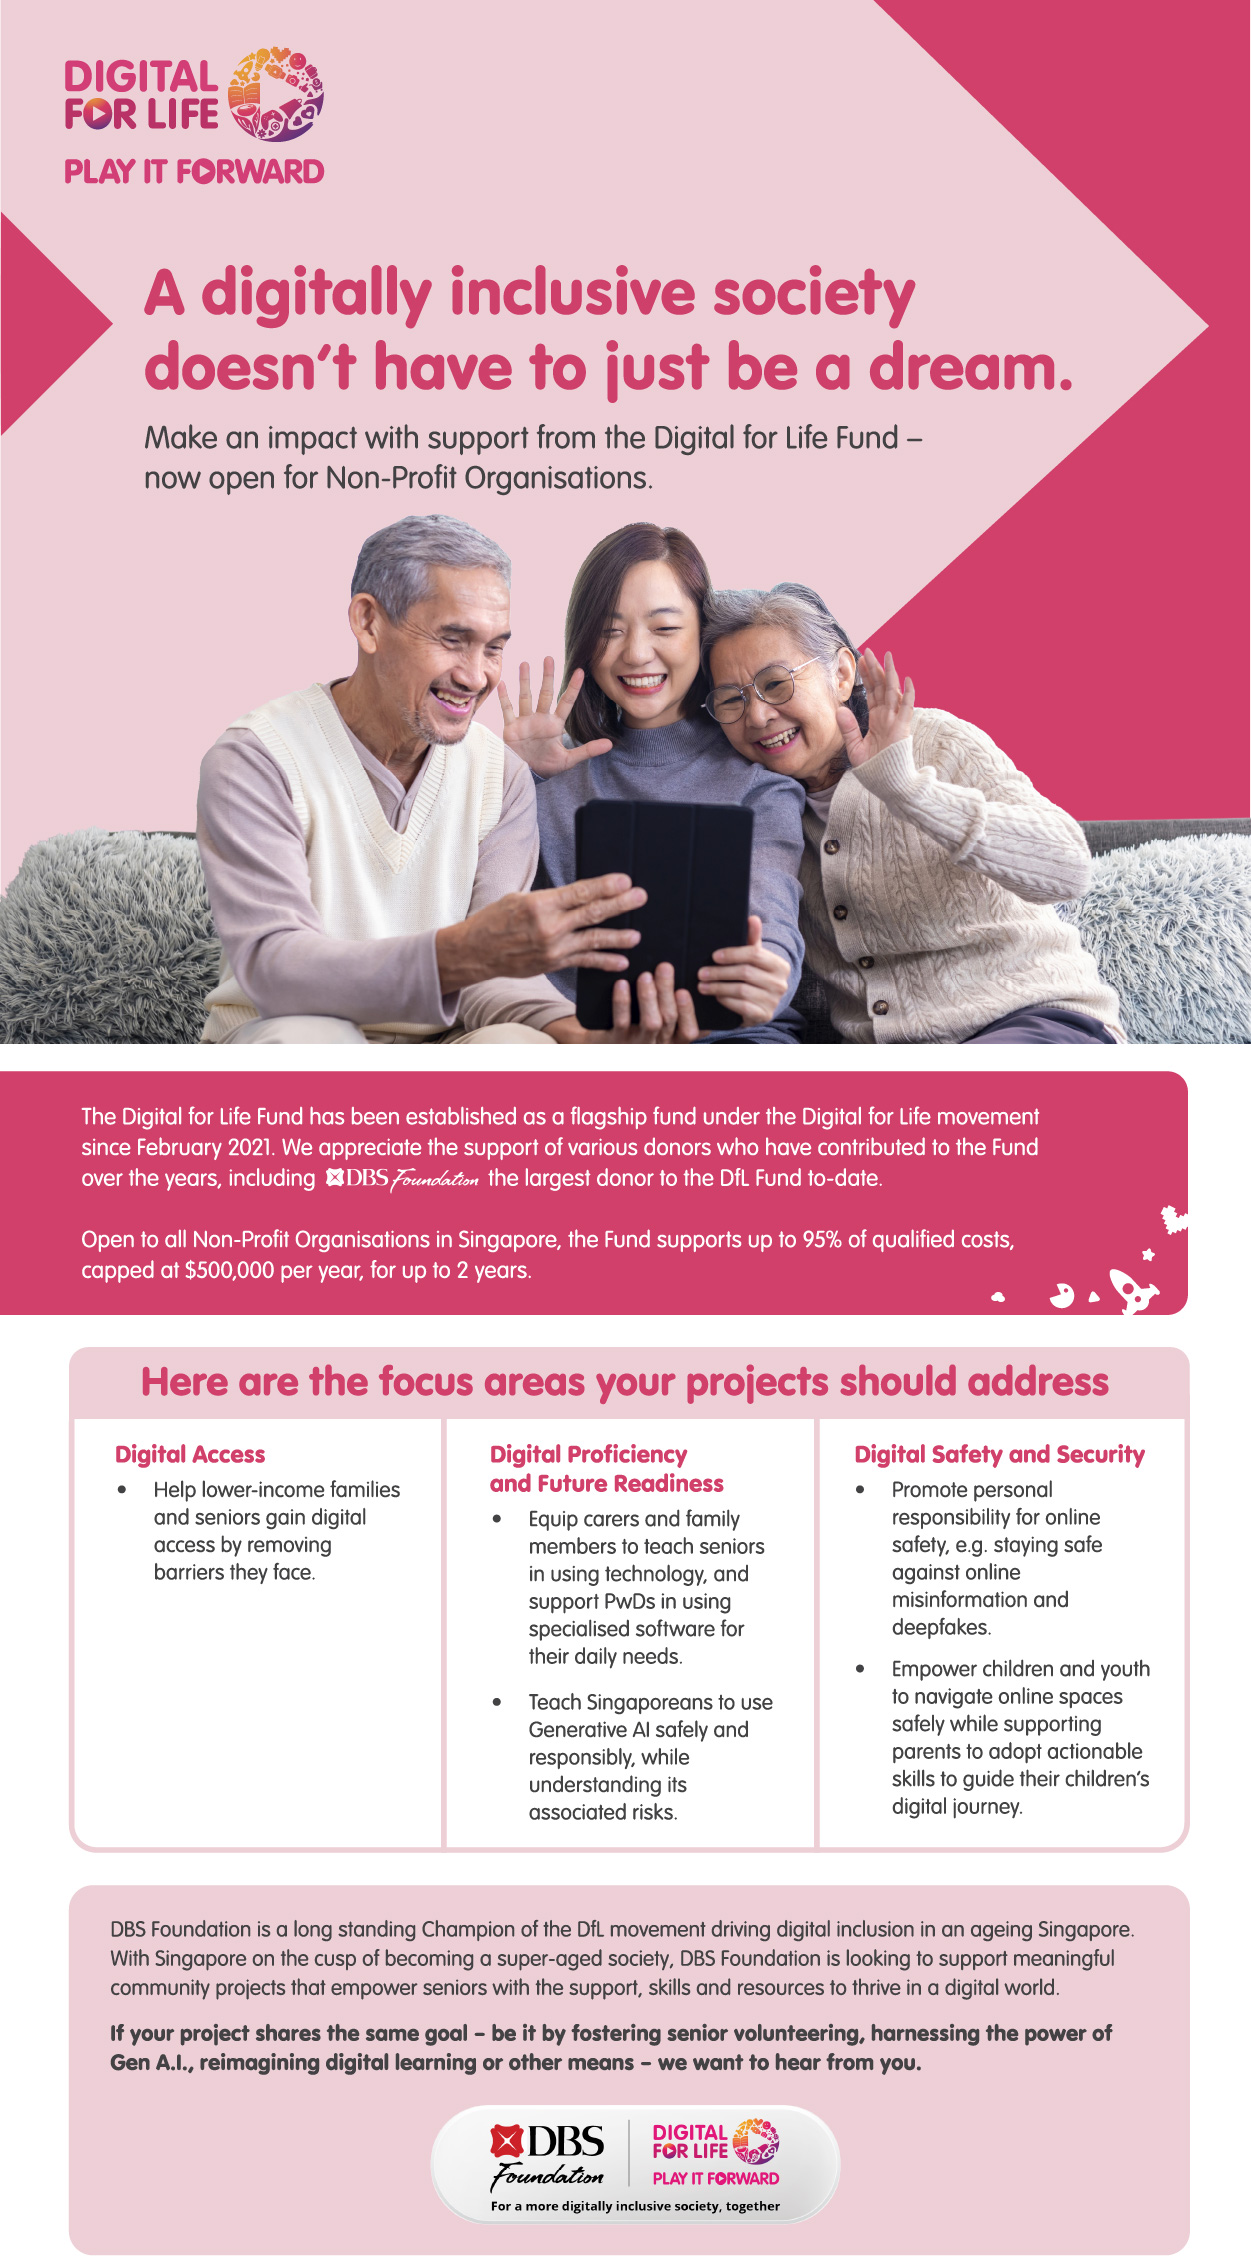 DIGITAL
FOR LIFE
PLAY IT FORWARD
A digitally inclusive society
doesn't have to just be a dream.
Make an impact with support from the Digital for Life Fund –
now open for Non-Profit Organisations.
The Digital for Life Fund has been established as a flagship fund under the Digital for Life movement
since February 2021. We appreciate the support of various donors who have contributed to the Fund
over the years, including DBS Foundation the largest donor to the DfL Fund to-date.
Open to all Non-Profit Organisations in Singapore, the Fund supports up to 95% of qualified costs,
capped at $500,000 per year, for up to 2 years.
Here are the focus areas your projects should address
Digital Access
• Help lower-income families
and seniors gain digital
access by removing
barriers they face.
Digital Proficiency
and Future Readiness
• Equip carers and family
members to teach seniors
in using technology, and
support PwDs in using
specialised software for
their daily needs.
• Teach Singaporeans to use
Generative AI safely and
responsibly, while
understanding its
associated risks.
Digital Safety and Security
• Promote personal
responsibility for online
safety, e.g. staying safe
against online
misinformation and
deepfakes.
• Empower children and youth
to navigate online spaces
safely while supporting
parents to adopt actionable
skills to guide their children's
digital journey.
DBS Foundation is a long standing Champion of the DfL movement driving digital inclusion in an ageing Singapore.
With Singapore on the cusp of becoming a super-aged society, DBS Foundation is looking to support meaningful
community projects that empower seniors with the support, skills and resources to thrive in a digital world.
If your project shares the same goal – be it by fostering senior volunteering, harnessing the power of
Gen A.I., reimagining digital learning or other means – we want to hear from you.
DBS
Foundation
DIGITAL
FOR LIFE
PLAY IT FORWARD
For a more digitally inclusive society, together